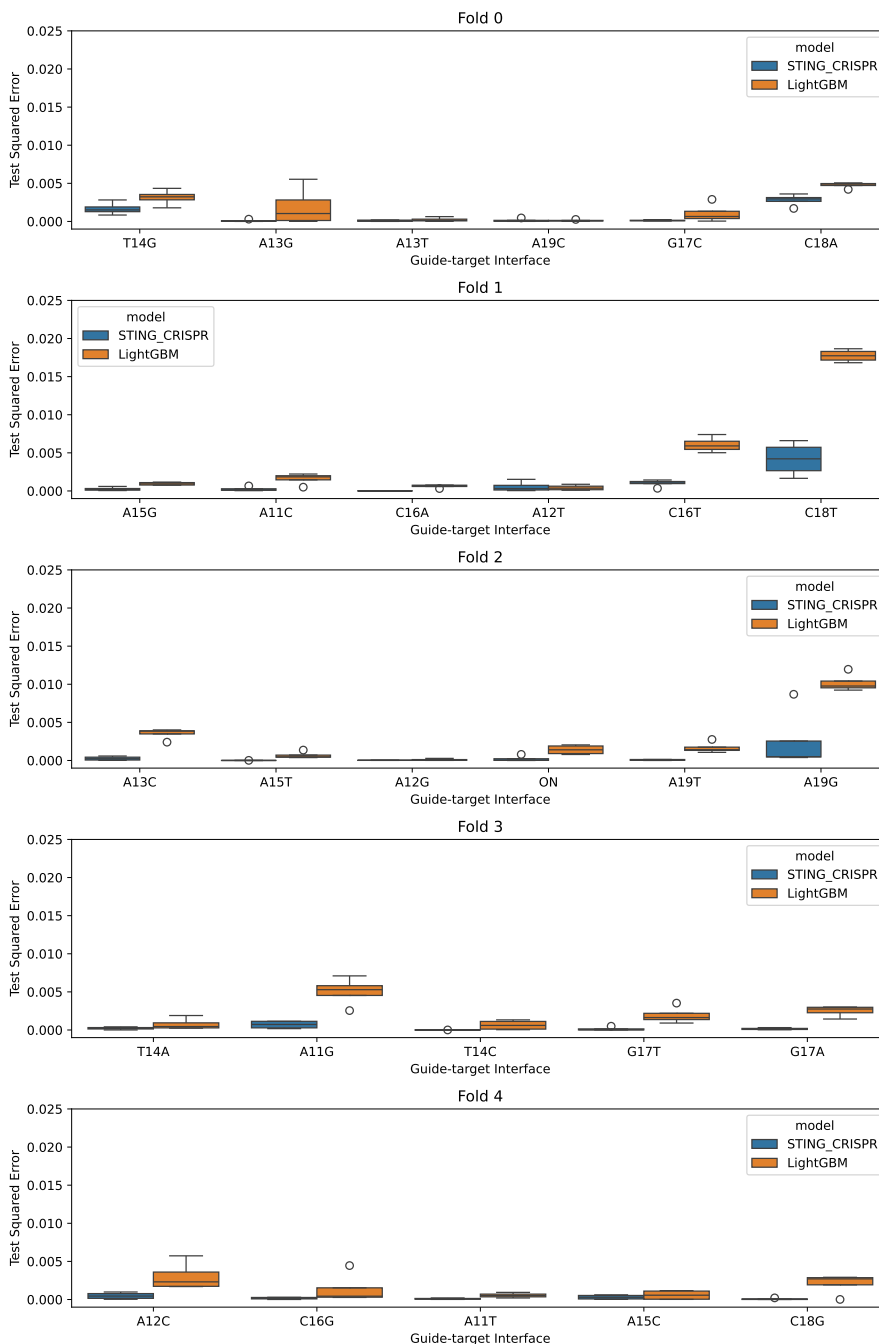 Fold 0
Test Squared Error
0.025
0.020
0.015
0.010
0.005
0.000
model
STING_CRISPR
LightGBM
T14G A13G A13T A19C G17C C18A
Guide-target Interface
Fold 1
Test Squared Error
0.025
0.020
0.015
0.010
0.005
0.000
model
STING_CRISPR
LightGBM
A15G A11C C16A A12T C16T C18T
Guide-target Interface
Fold 2
Test Squared Error
0.025
0.020
0.015
0.010
0.005
0.000
model
STING_CRISPR
LightGBM
A13C A15T A12G ON A19T A19G
Guide-target Interface
Fold 3
Test Squared Error
0.025
0.020
0.015
0.010
0.005
0.000
model
STING_CRISPR
LightGBM
T14A A11G T14C G17T G17A
Guide-target Interface
Fold 4
Test Squared Error
0.025
0.020
0.015
0.010
0.005
0.000
model
STING_CRISPR
LightGBM
A12C C16G A11T A15C C18G
Guide-target Interface